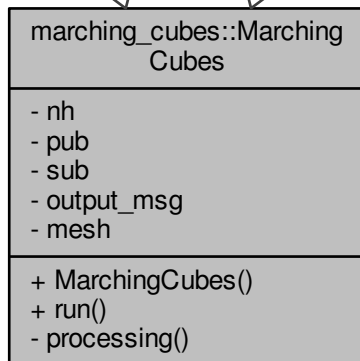 marching_cubes::Marching
Cubes
- nh
- pub
- sub
- output_msg
- mesh
+ MarchingCubes()
+ run()
- processing()